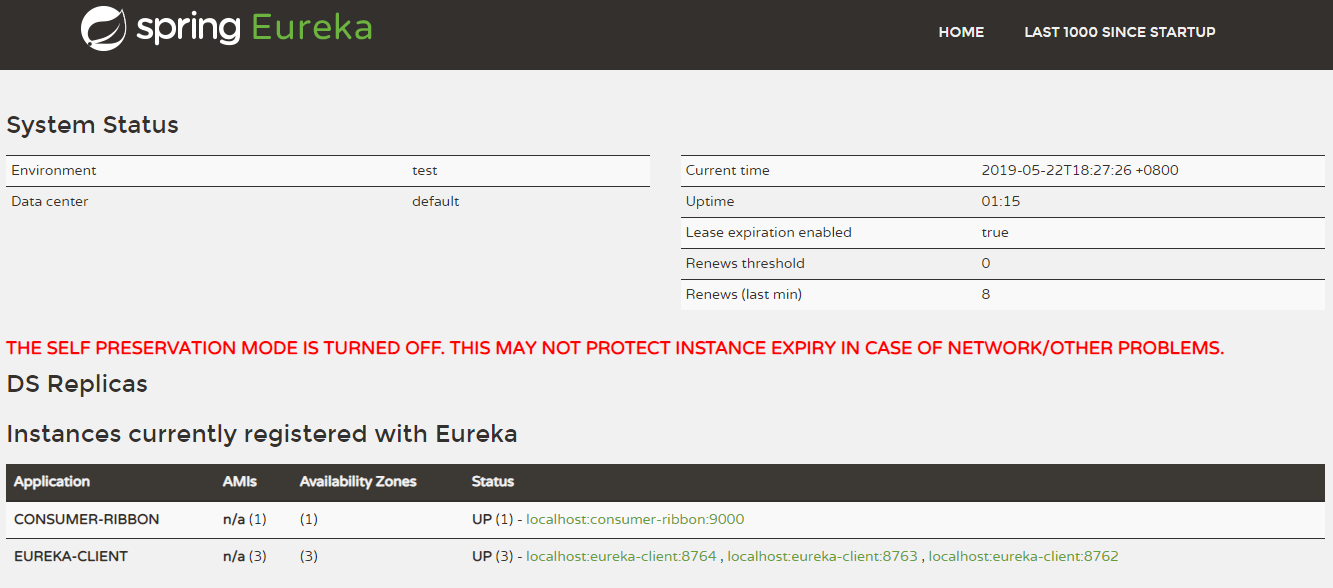 spring Eureka HOME LAST 1000 SINCE STARTUP
System Status
Environment test Current time 2019-05-22T18:27:26 +0800
Data center default Uptime 01:15
Lease expiration enabled true
Renews threshold 0
Renews (last min) 8
THE SELF PRESERVATION MODE IS TURNED OFF. THIS MAY NOT PROTECT INSTANCE EXPIRY IN CASE OF NETWORK/OTHER PROBLEMS.
DS Replicas
Instances currently registered with Eureka
Application AMIs Availability Zones Status
CONSUMER-RIBBON n/a (1) (1) UP (1) - localhost:consumer-ribbon:9000
EUREKA-CLIENT n/a (3) (3) UP (3) - localhost:eureka-client:8764 , localhost:eureka-client:8763 , localhost:eureka-client:8762